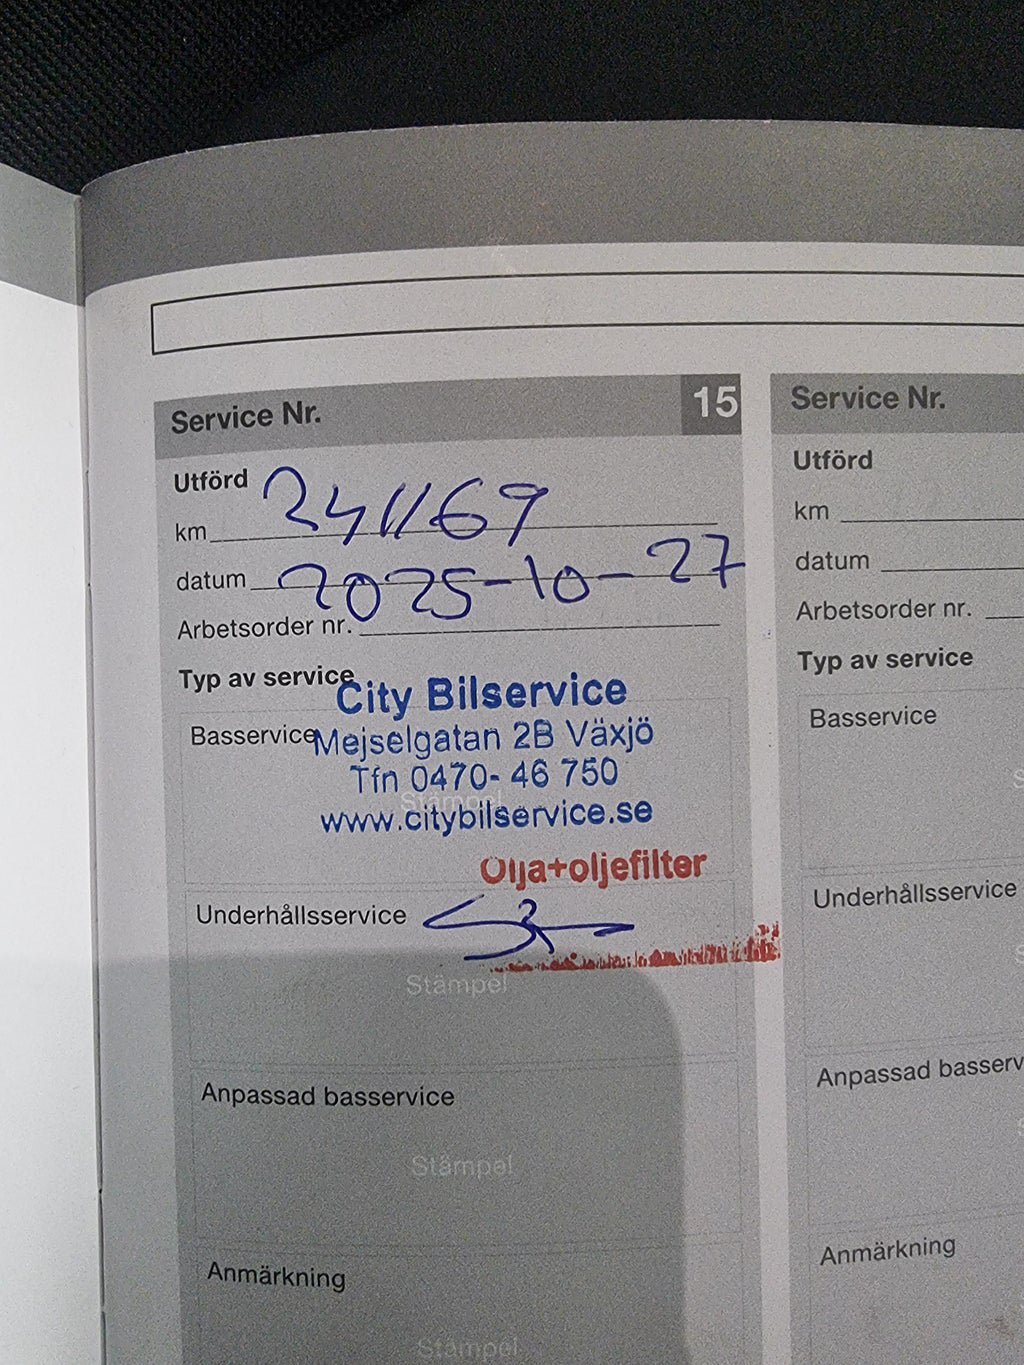 Service Nr. 15
Utförd
km 241169
datum 2025-10-27
Arbetsorder nr.
Typ av service
City Bilservice
Basservice
Mejselgatan 2B Växjö
Tfn 0470- 46 750
Stämpel
www.citybilservice.se
Olja+oljefilter
Underhållsservice
Stämpel
Anpassad basservice
Stämpel
Anmärkning
Stämpel
Service Nr.
Utförd
km
datum
Arbetsorder nr.
Typ av service
Basservice
Underhållsservice
Anpassad basserv
Anmärkning